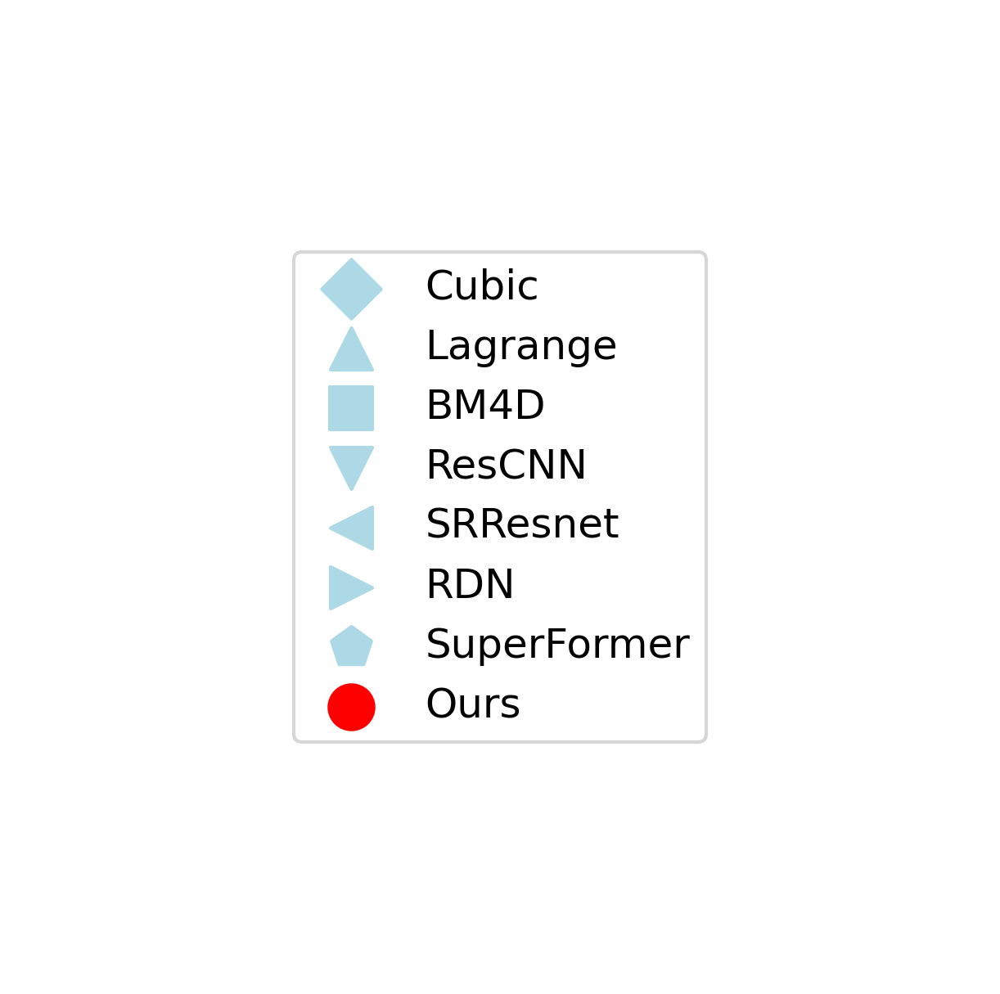 Cubic
Lagrange
BM4D
ResCNN
SRResnet
RDN
SuperFormer
Ours